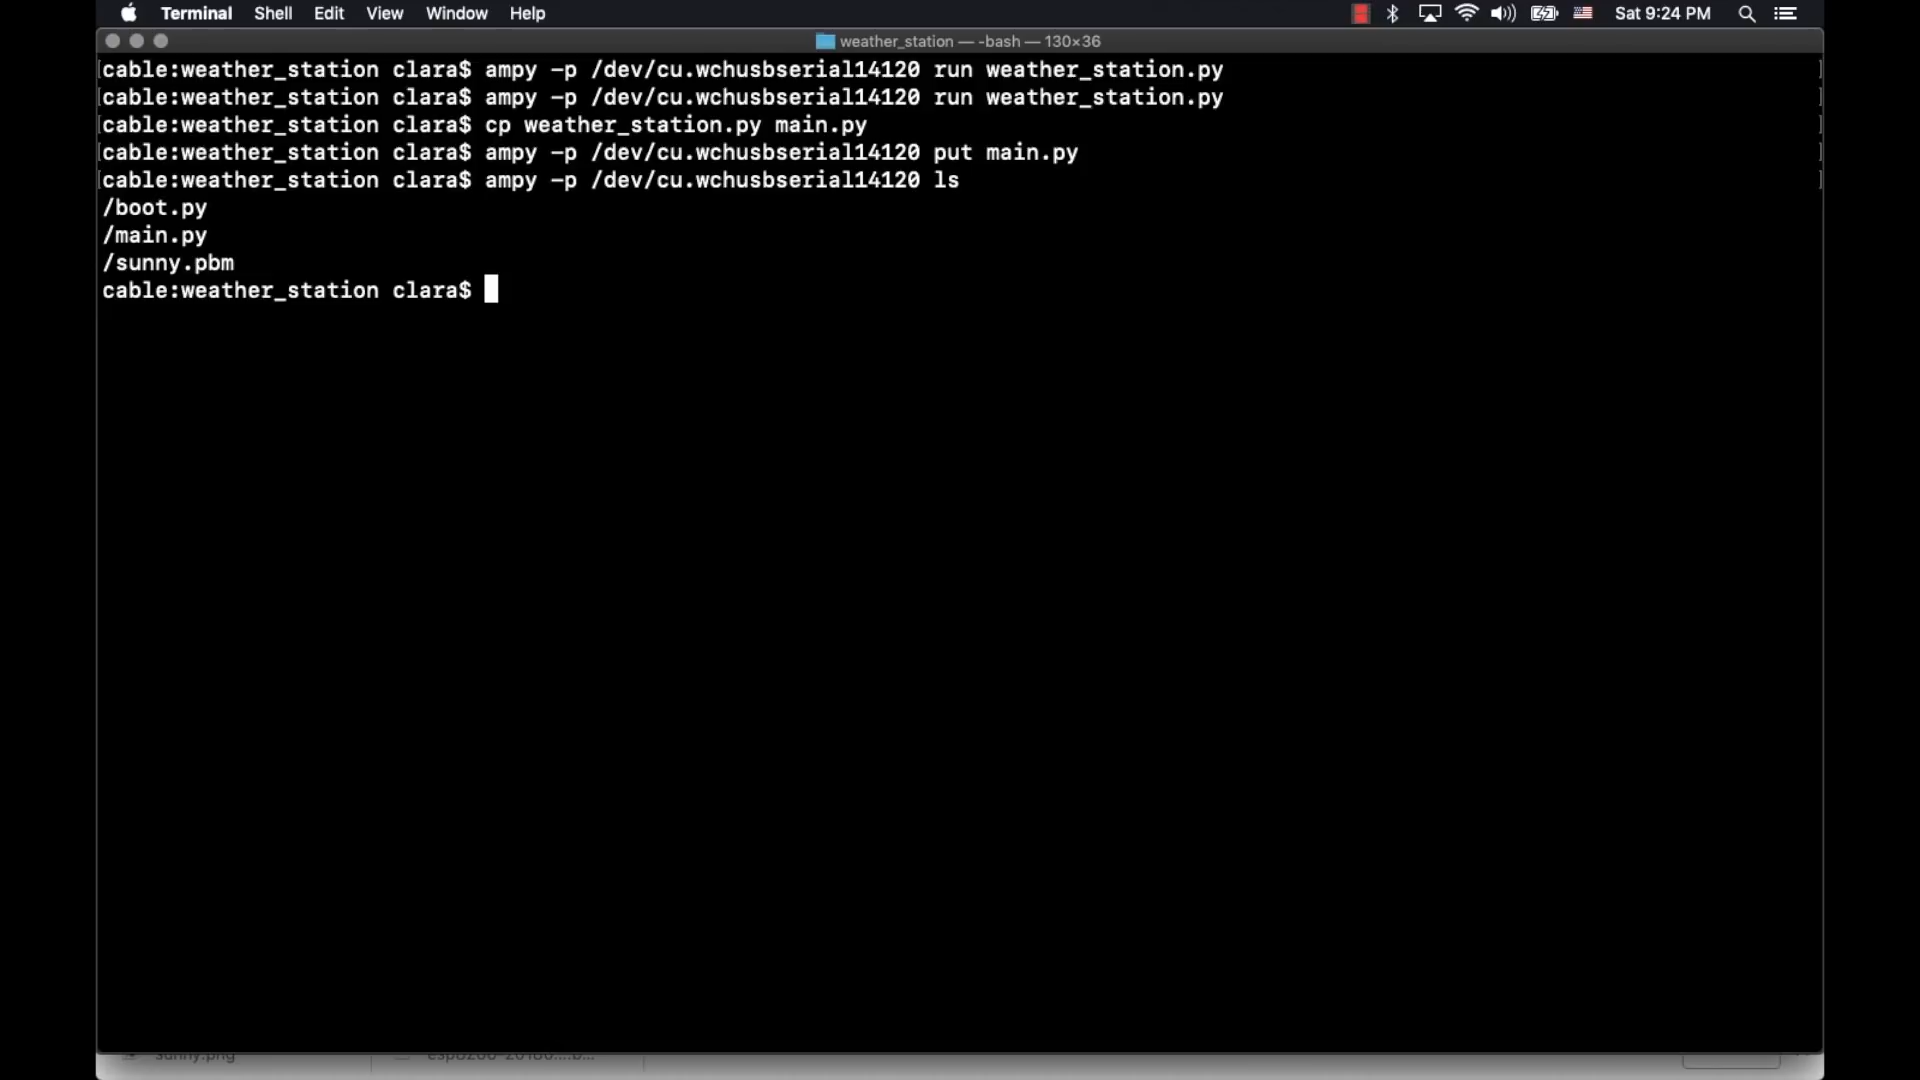 Terminal Shell Edit View Window Help Sat 9:24 PM
weather_station — -bash — 130×36
cable:weather_station clara$ ampy -p /dev/cu.wchusbserial14120 run weather_station.py
cable:weather_station clara$ ampy -p /dev/cu.wchusbserial14120 run weather_station.py
cable:weather_station clara$ cp weather_station.py main.py
cable:weather_station clara$ ampy -p /dev/cu.wchusbserial14120 put main.py
cable:weather_station clara$ ampy -p /dev/cu.wchusbserial14120 ls
/boot.py
/main.py
/sunny.pbm
cable:weather_station clara$
sunny.png